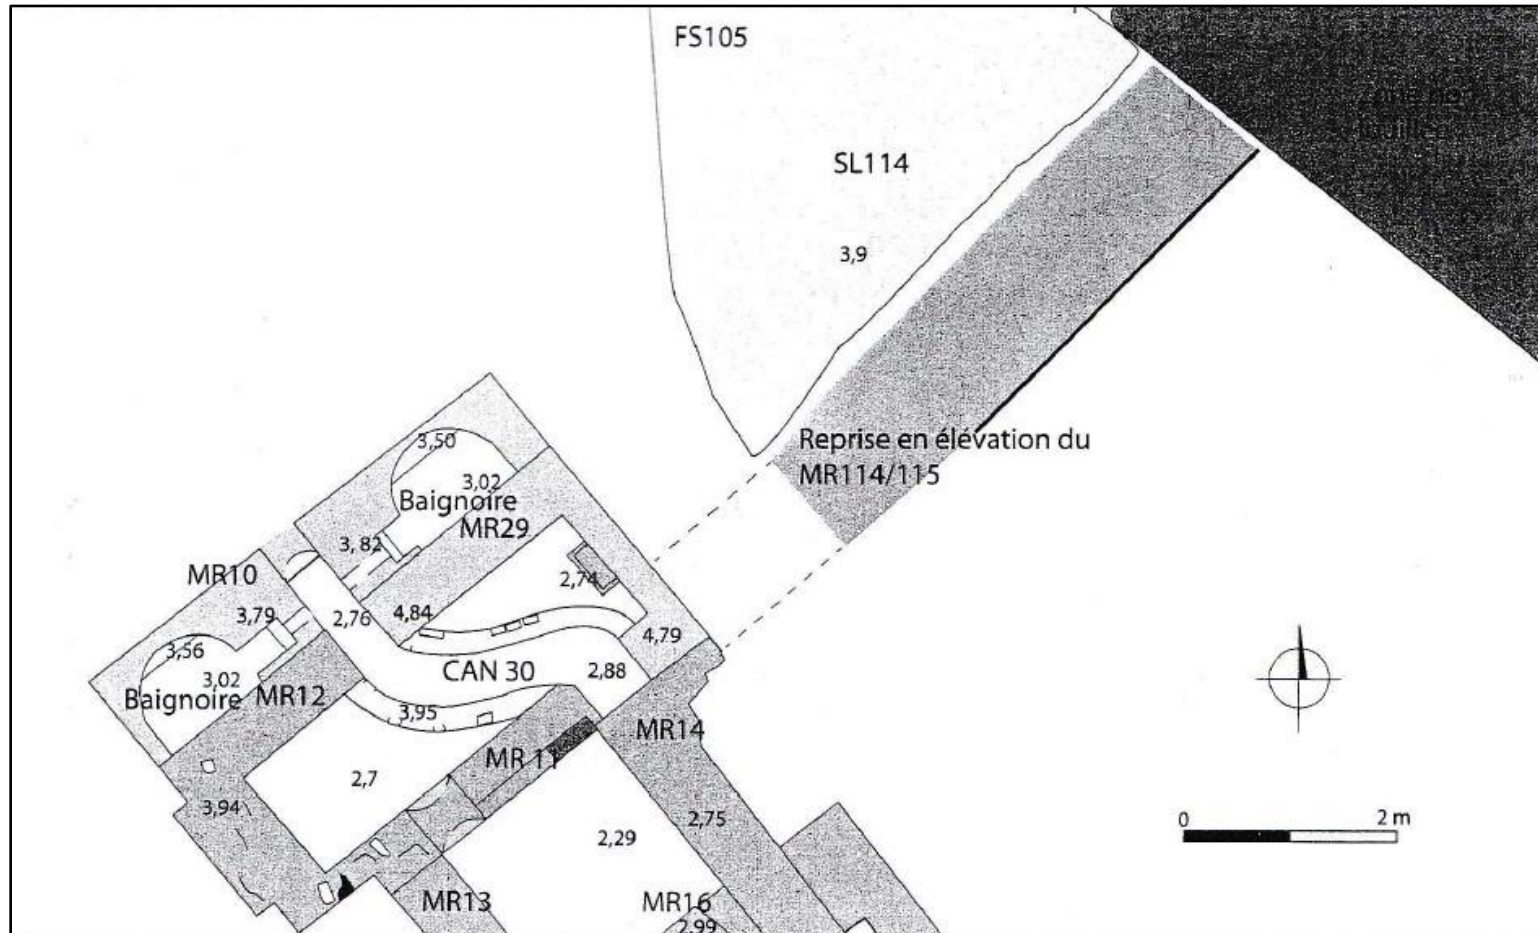 FS105
SL114
3,9
Reprise en élévation du
MR114/115
3,50
3,02
Baignoire
MR29
3, 82
MR10
2,74
3,79
2,76
4,84
4,79
3,56
CAN 30
2,88
3,02
Baignoire
MR12
3,95
MR14
MR 11
2,7
3,94
2,75
0
2 m
2,29
MR13
MR16
2,99